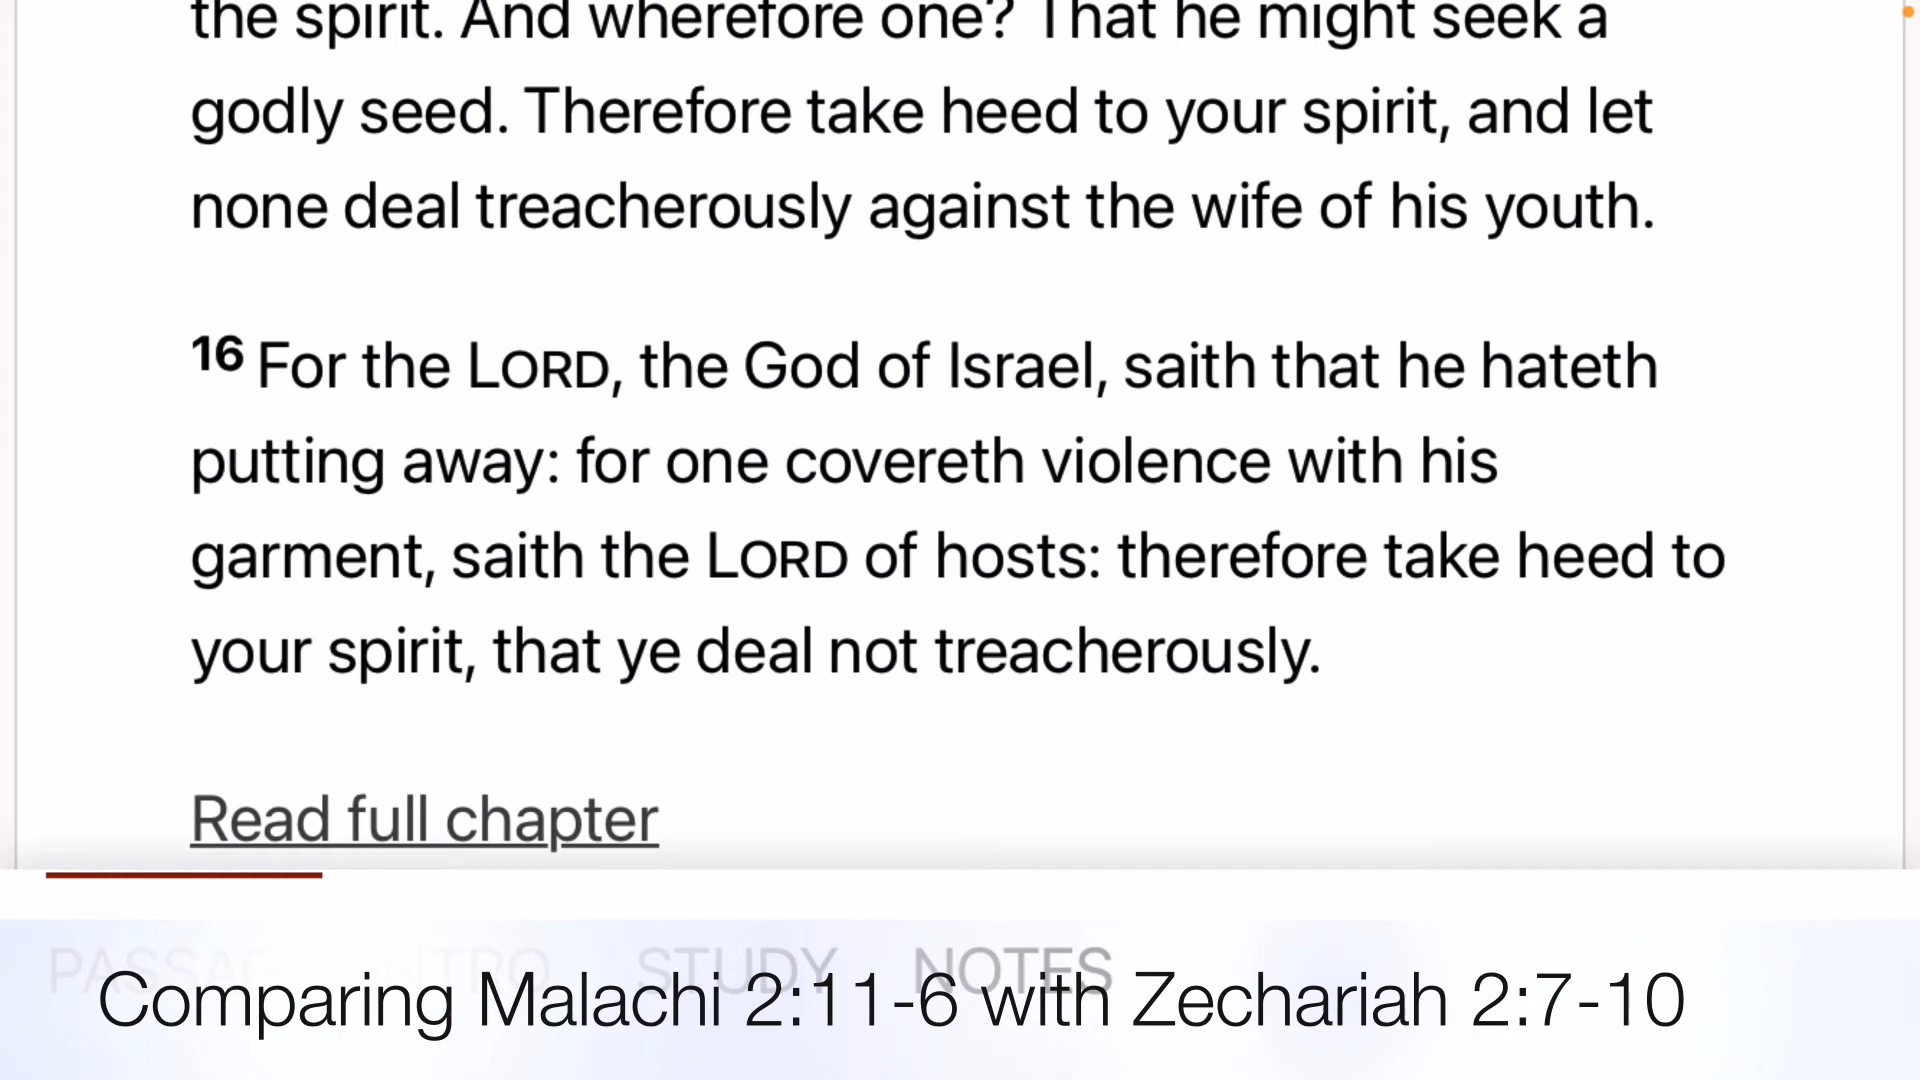 the spirit. And wherefore one? That he might seek a
godly seed. Therefore take heed to your spirit, and let
none deal treacherously against the wife of his youth.
16 For the LORD, the God of Israel, saith that he hateth
putting away: for one covereth violence with his
garment, saith the LORD of hosts: therefore take heed to
your spirit, that ye deal not treacherously.
Read full chapter
STUDY NOTES
Comparing Malachi 2:11-6 with Zechariah 2:7-10